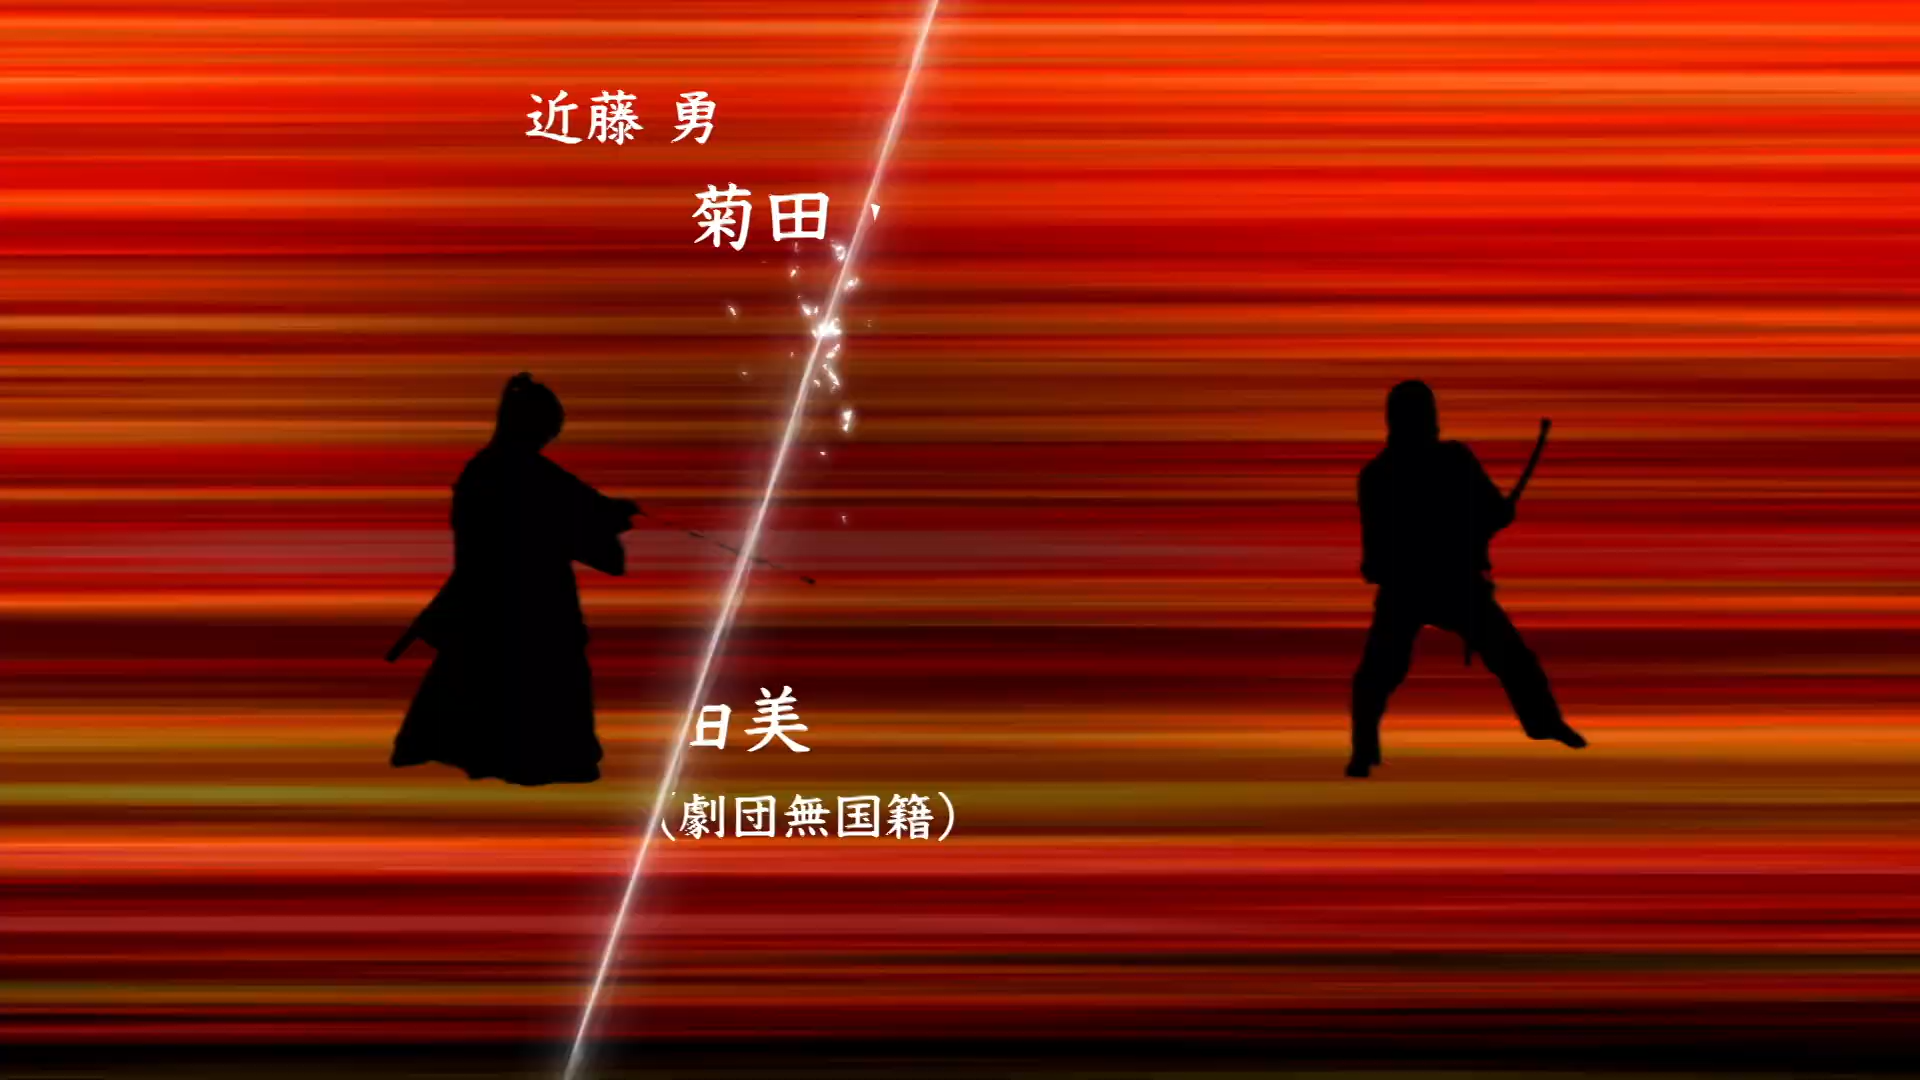 近藤 勇
菊田
美
(劇団無国籍)